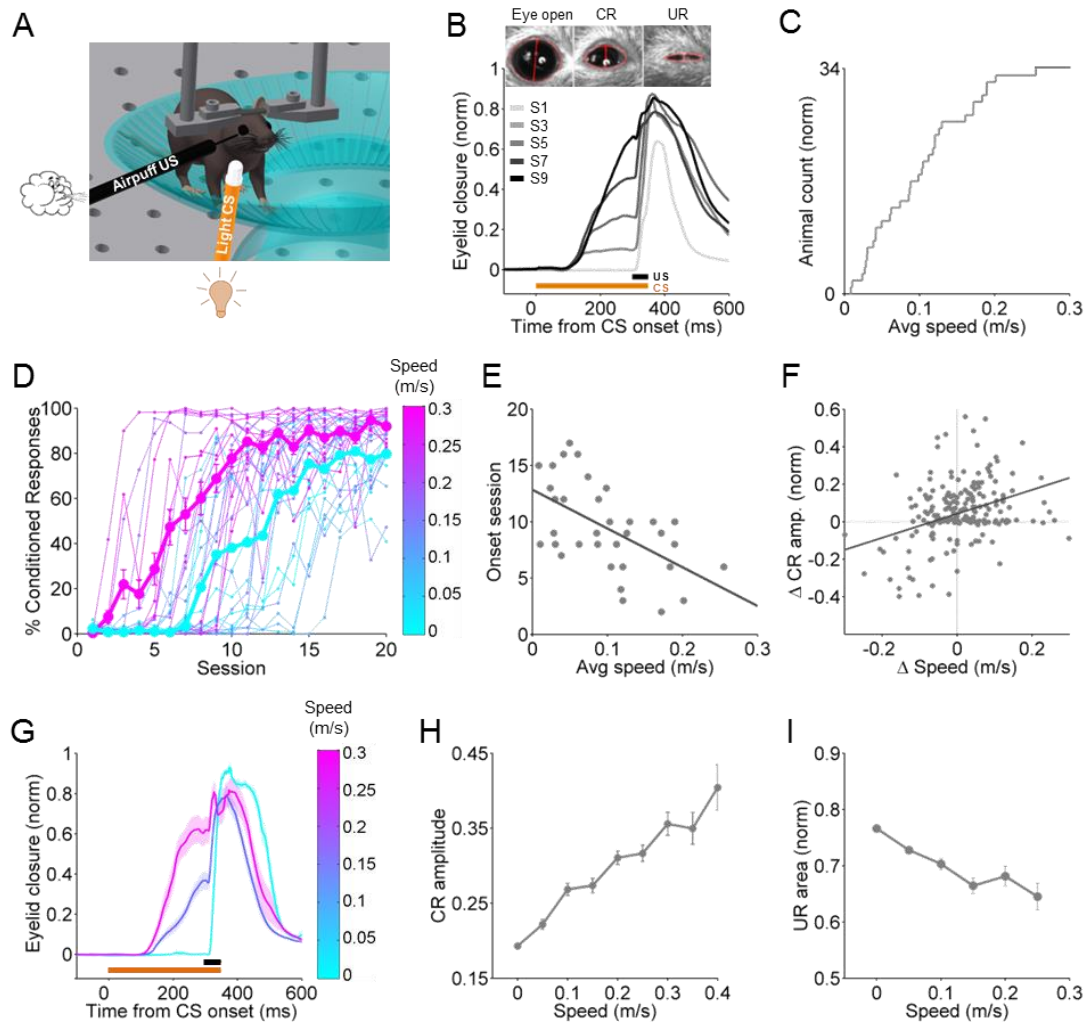 A
Airpuff US
Light CS
B
Eye open CR UR
Eyelid closure (norm)
1
0.8
0.6
0.4
0.2
0
S1
S3
S5
S7
S9
US
CS
0 200 400 600
Time from CS onset (ms)
C
Animal count (norm)
34
0
0 0.1 0.2 0.3
Avg speed (m/s)
D
% Conditioned Responses
100
80
60
40
20
0
0 5 10 15 20
Session
Speed
(m/s)
0.3
0.25
0.2
0.15
0.1
0.05
0
E
Onset session
20
15
10
5
0
0 0.1 0.2 0.3
Avg speed (m/s)
F
Δ CR amp. (norm)
0.6
0.4
0.2
0
-0.2
-0.4
-0.2 0 0.2
Δ Speed (m/s)
G
Eyelid closure (norm)
1
0.8
0.6
0.4
0.2
0
0 200 400 600
Time from CS onset (ms)
Speed
(m/s)
0.3
0.25
0.2
0.15
0.1
0.05
0
H
CR amplitude
0.45
0.35
0.25
0.15
0 0.1 0.2 0.3 0.4
Speed (m/s)
I
UR area (norm)
0.9
0.8
0.7
0.6
0.5
0 0.1 0.2 0.3
Speed (m/s)